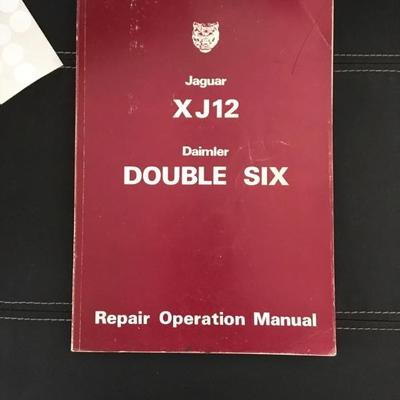 Jaguar
XJ12
Daimler
DOUBLE SIX
Repair Operation Manual